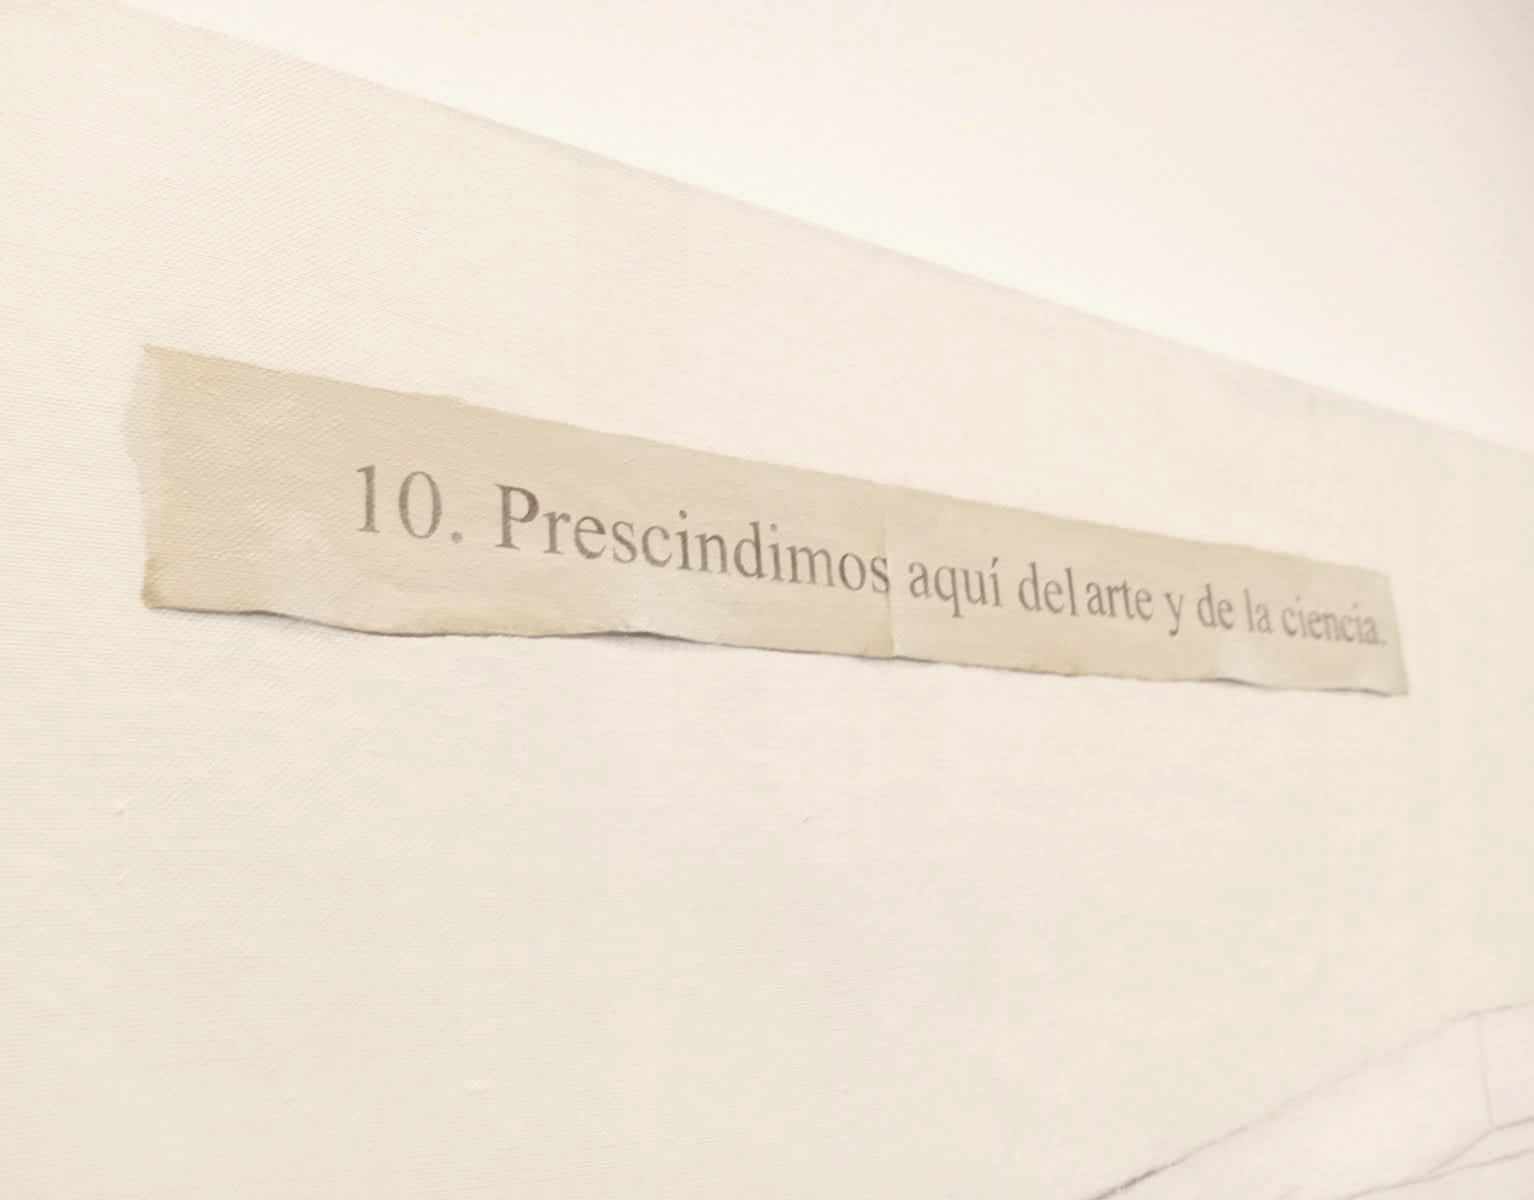 10. Prescindimos aquí del arte y de la ciencia.